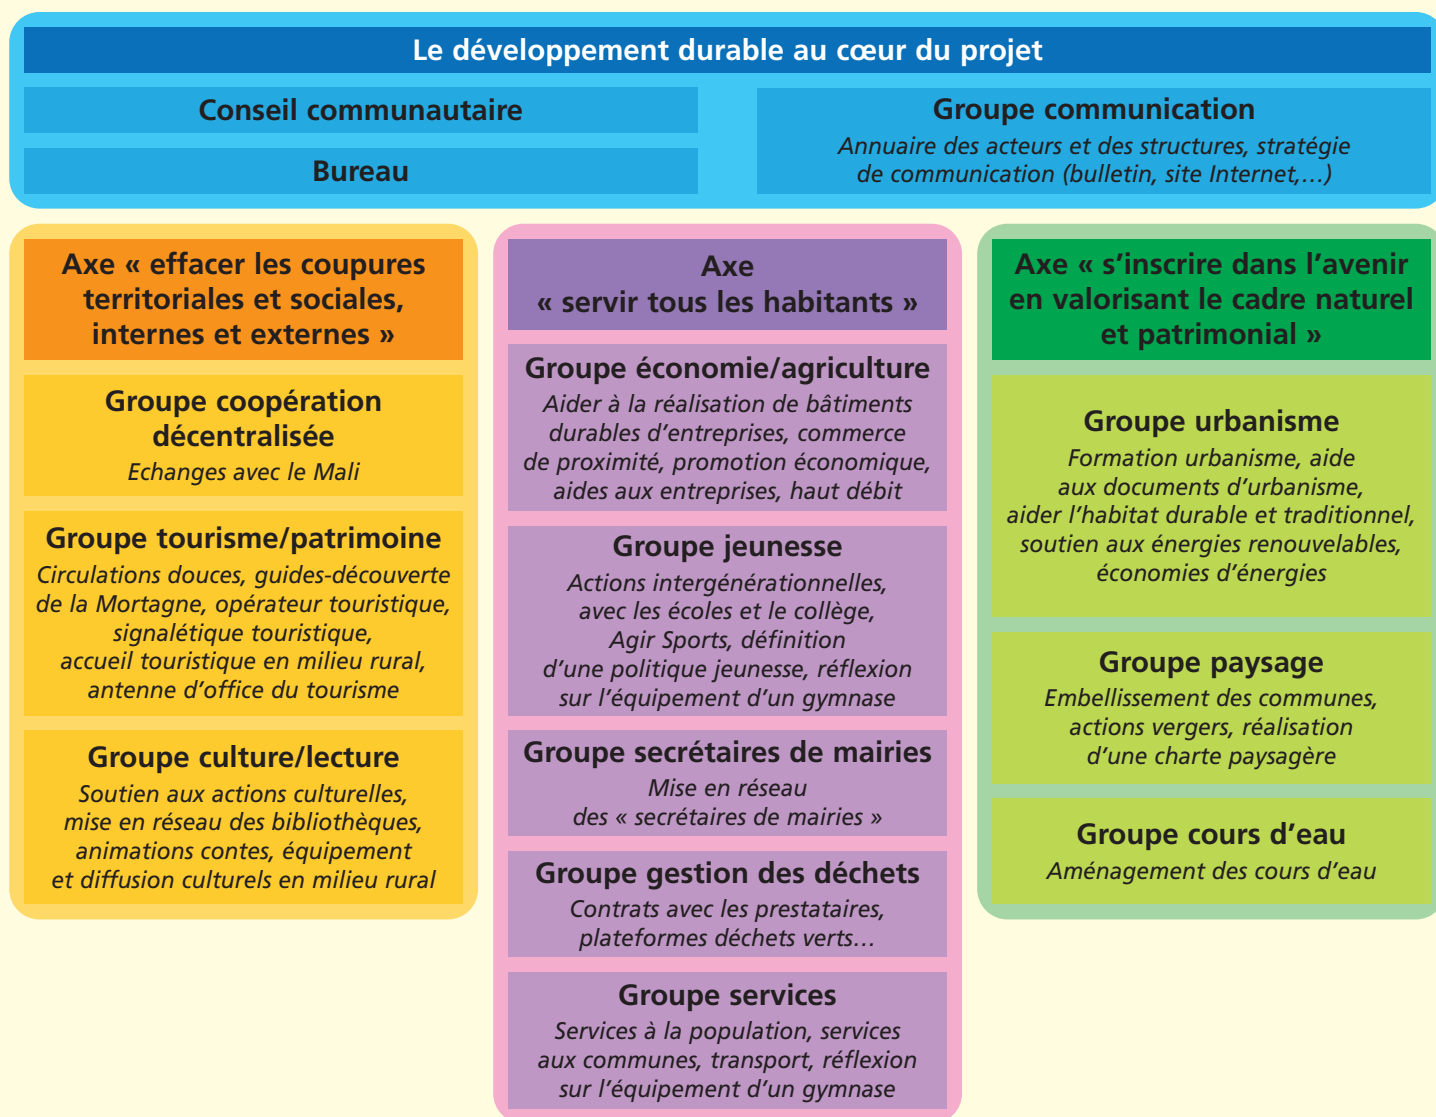 Le développement durable au cœur du projet
Conseil communautaire
Bureau
Groupe communication
Annuaire des acteurs et des structures, stratégie
de communication (bulletin, site Internet,…)
Axe « effacer les coupures
territoriales et sociales,
internes et externes »
Groupe coopération
décentralisée
Echanges avec le Mali
Groupe tourisme/patrimoine
Circulations douces, guides-découverte
de la Mortagne, opérateur touristique,
signalétique touristique,
accueil touristique en milieu rural,
antenne d'office du tourisme
Groupe culture/lecture
Soutien aux actions culturelles,
mise en réseau des bibliothèques,
animations contes, équipement
et diffusion culturels en milieu rural
Axe
« servir tous les habitants »
Groupe économie/agriculture
Aider à la réalisation de bâtiments
durables d'entreprises, commerce
de proximité, promotion économique,
aides aux entreprises, haut débit
Groupe jeunesse
Actions intergénérationnelles,
avec les écoles et le collège,
Agir Sports, définition
d'une politique jeunesse, réflexion
sur l'équipement d'un gymnase
Groupe secrétaires de mairies
Mise en réseau
des « secrétaires de mairies »
Groupe gestion des déchets
Contrats avec les prestataires,
plateformes déchets verts…
Groupe services
Services à la population, services
aux communes, transport, réflexion
sur l'équipement d'un gymnase
Axe « s'inscrire dans l'avenir
en valorisant le cadre naturel
et patrimonial »
Groupe urbanisme
Formation urbanisme, aide
aux documents d'urbanisme,
aider l'habitat durable et traditionnel,
soutien aux énergies renouvelables,
économies d'énergies
Groupe paysage
Embellissement des communes,
actions vergers, réalisation
d'une charte paysagère
Groupe cours d'eau
Aménagement des cours d'eau